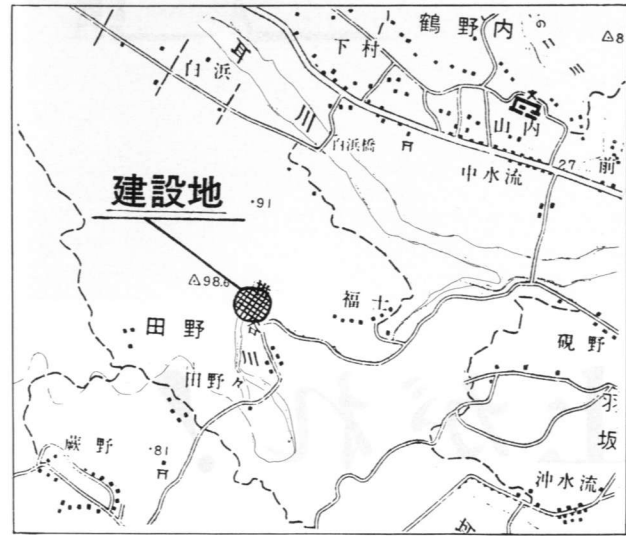 鶴野内
下村
白浜
耳川
山内
白浜橋
27
前
中水流
91
建設地
98.6
福士
田野
硯野
川
田野々
羽坂
蕨野
81
沖水流